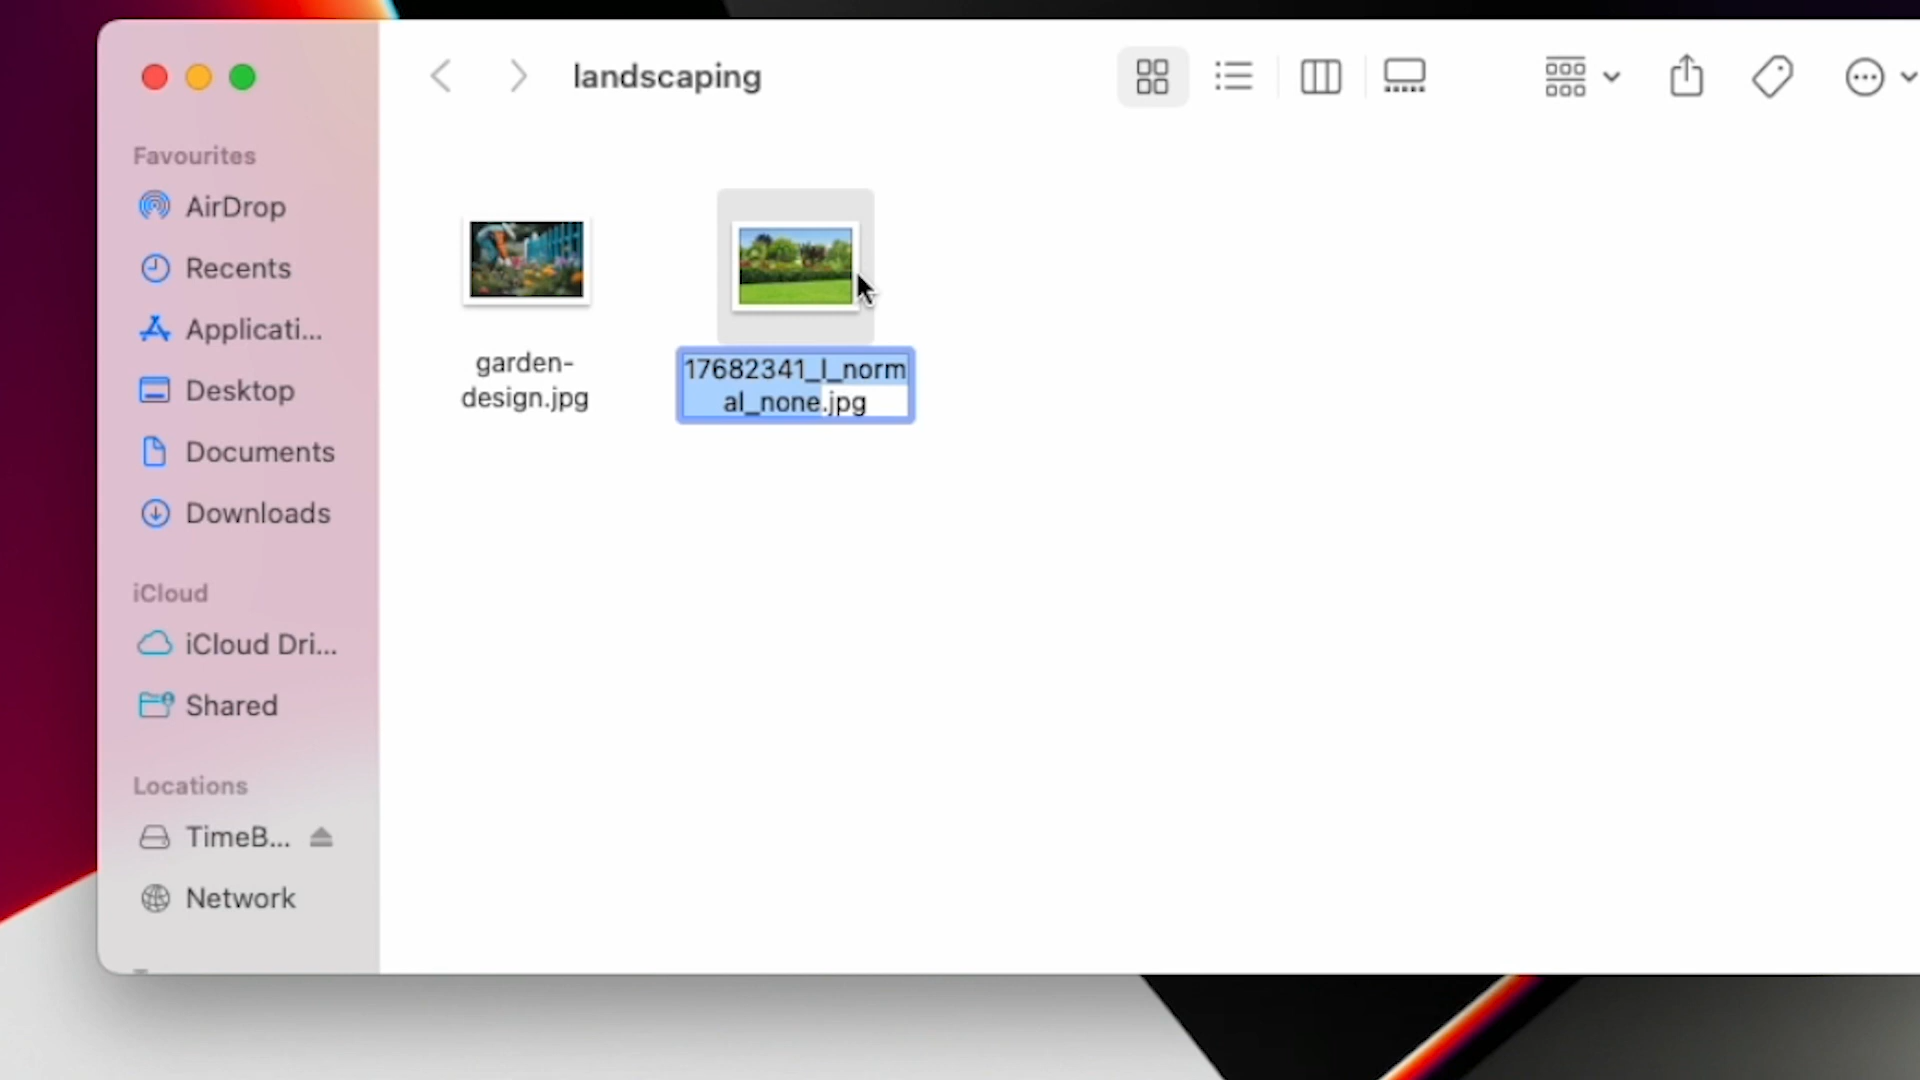 landscaping
Favourites
AirDrop
Recents
Applicati...
Desktop
Documents
Downloads
iCloud
iCloud Dri...
Shared
Locations
TimeB...
Network
garden-
design.jpg
17682341_l_norm
al_none.jpg